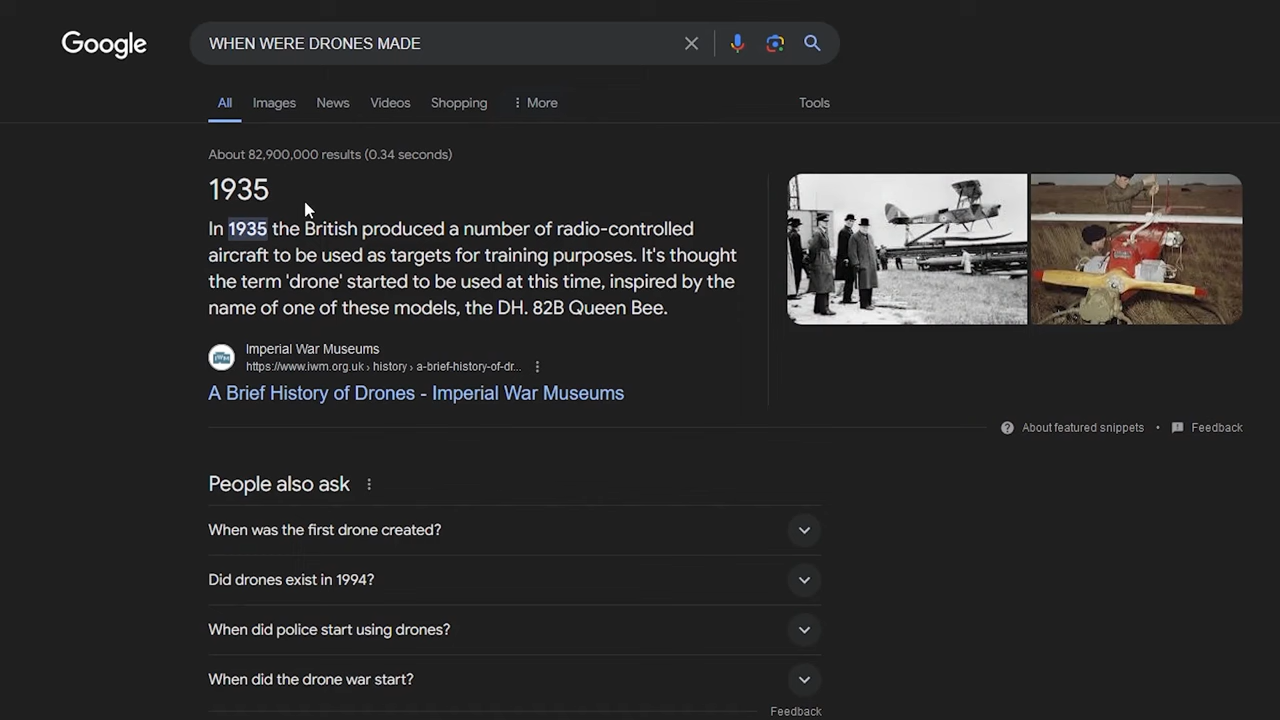 Google
WHEN WERE DRONES MADE
All Images News Videos Shopping More Tools
About 82,900,000 results (0.34 seconds)
1935
In 1935 the British produced a number of radio-controlled
aircraft to be used as targets for training purposes. It's thought
the term 'drone' started to be used at this time, inspired by the
name of one of these models, the DH. 82B Queen Bee.
Imperial War Museums
https://www.iwm.org.uk › history › a-brief-history-of-dr...
A Brief History of Drones - Imperial War Museums
About featured snippets • Feedback
People also ask
When was the first drone created?
Did drones exist in 1994?
When did police start using drones?
When did the drone war start?
Feedback